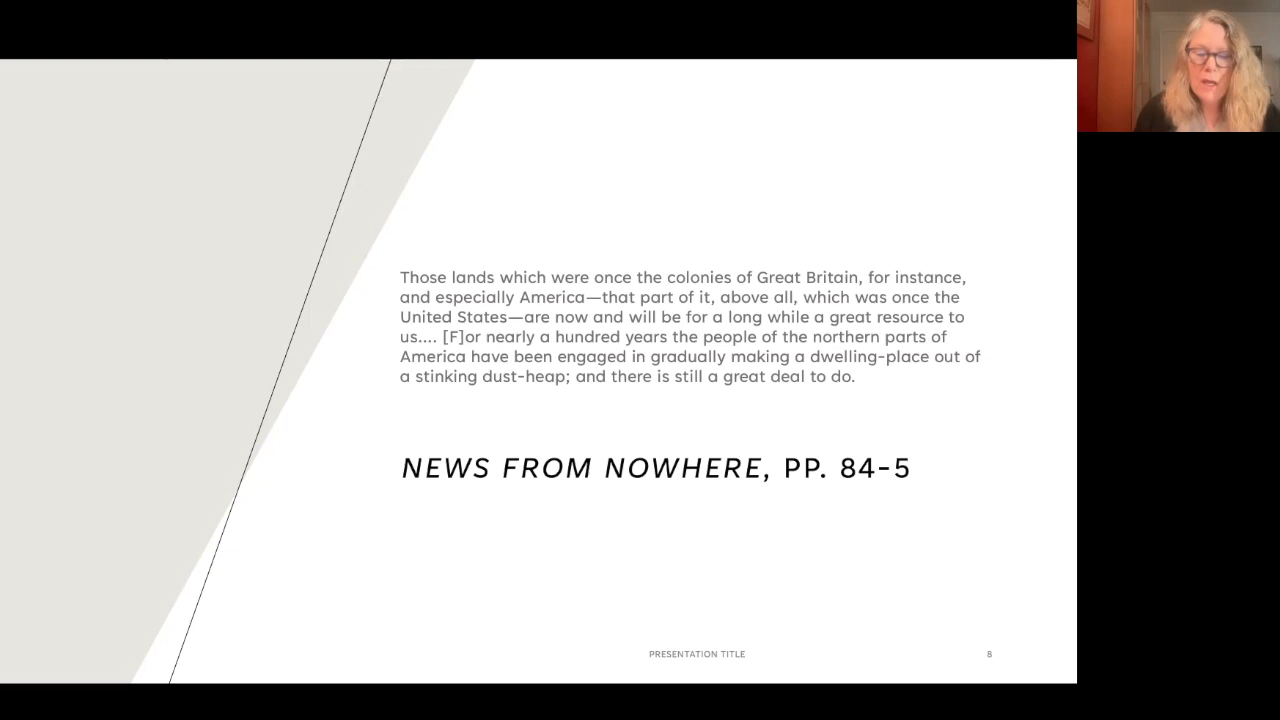 Those lands which were once the colonies of Great Britain, for instance,
and especially America—that part of it, above all, which was once the
United States—are now and will be for a long while a great resource to
us.... [F]or nearly a hundred years the people of the northern parts of
America have been engaged in gradually making a dwelling-place out of
a stinking dust-heap; and there is still a great deal to do.
NEWS FROM NOWHERE, PP. 84-5
PRESENTATION TITLE
8